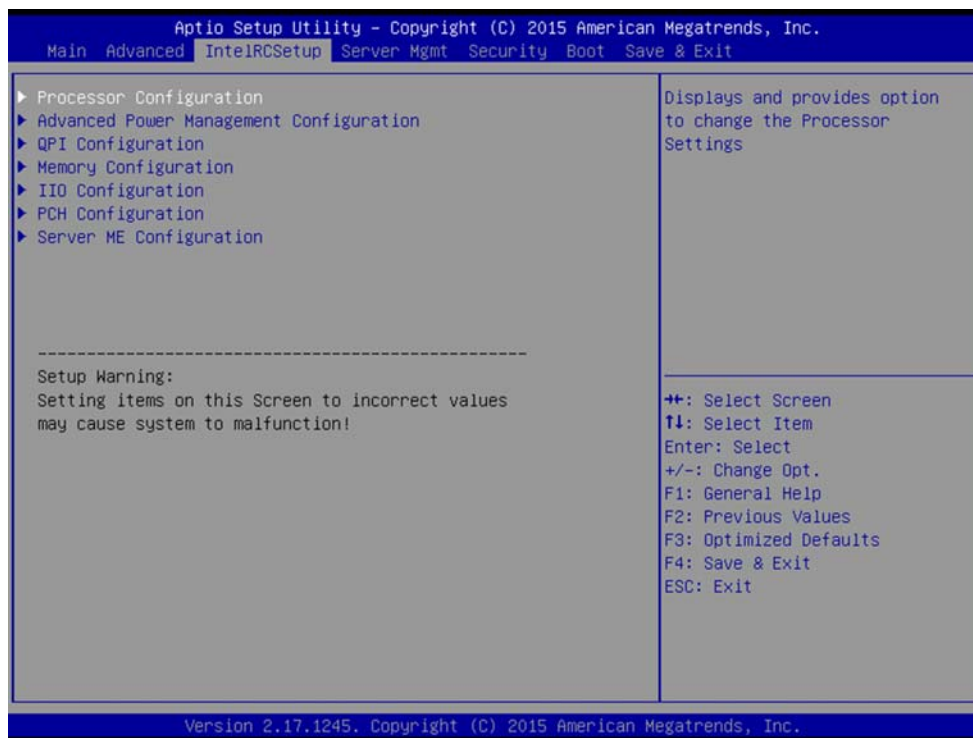 Aptio Setup Utility – Copyright (C) 2015 American Megatrends, Inc.
Main Advanced IntelRCSetup Server Mgmt Security Boot Save & Exit
Processor Configuration
Advanced Power Management Configuration
QPI Configuration
Memory Configuration
IIO Configuration
PCH Configuration
Server ME Configuration
----------------------------------------------------
Setup Warning:
Setting items on this Screen to incorrect values
may cause system to malfunction!
Displays and provides option
to change the Processor
Settings
→←: Select Screen
↑↓: Select Item
Enter: Select
+/-: Change Opt.
F1: General Help
F2: Previous Values
F3: Optimized Defaults
F4: Save & Exit
ESC: Exit
Version 2.17.1245. Copyright (C) 2015 American Megatrends, Inc.